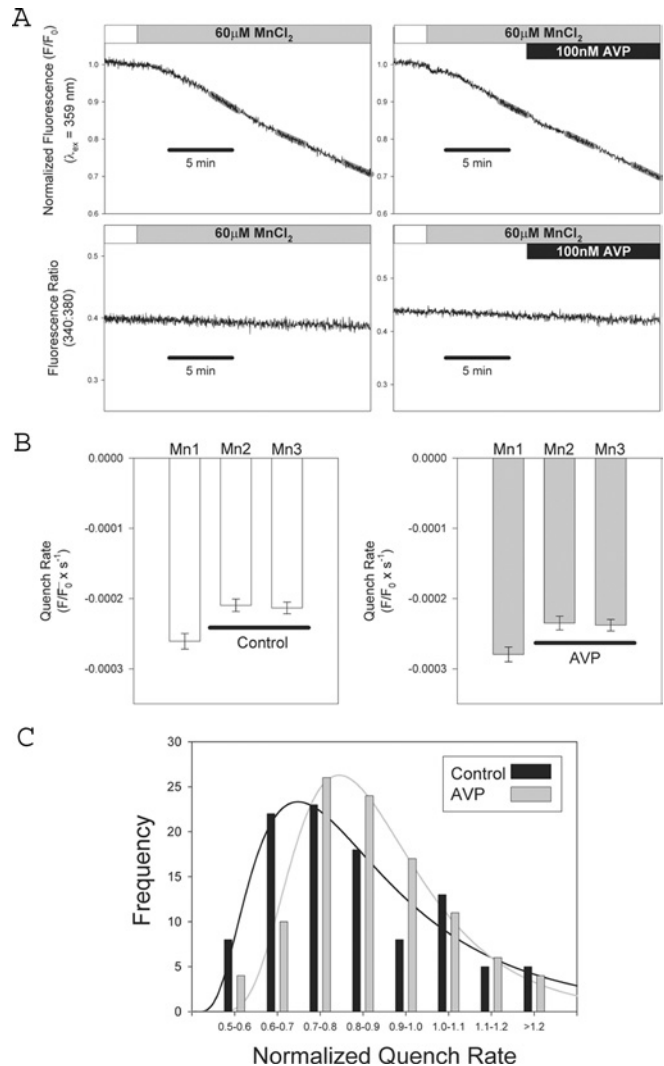 A
60μM MnCl2
60μM MnCl2
100nM AVP
Normalized Fluorescence (F/F0)
(λex = 359 nm)
1.0
0.9
0.8
0.7
0.6
5 min
1.0
0.9
0.8
0.7
0.6
5 min
60μM MnCl2
60μM MnCl2
100nM AVP
Fluorescence Ratio
(340:380)
0.5
0.4
0.3
5 min
0.5
0.4
0.3
5 min
B
Mn1 Mn2 Mn3
Quench Rate
(F/F0 x s-1)
0.0000
-0.0001
-0.0002
-0.0003
Control
Mn1 Mn2 Mn3
Quench Rate
(F/F0 x s-1)
0.0000
-0.0001
-0.0002
-0.0003
AVP
C
Frequency
30
25
20
15
10
5
0
Control
AVP
0.5-0.6 0.6-0.7 0.7-0.8 0.8-0.9 0.9-1.0 1.0-1.1 1.1-1.2 >1.2
Normalized Quench Rate